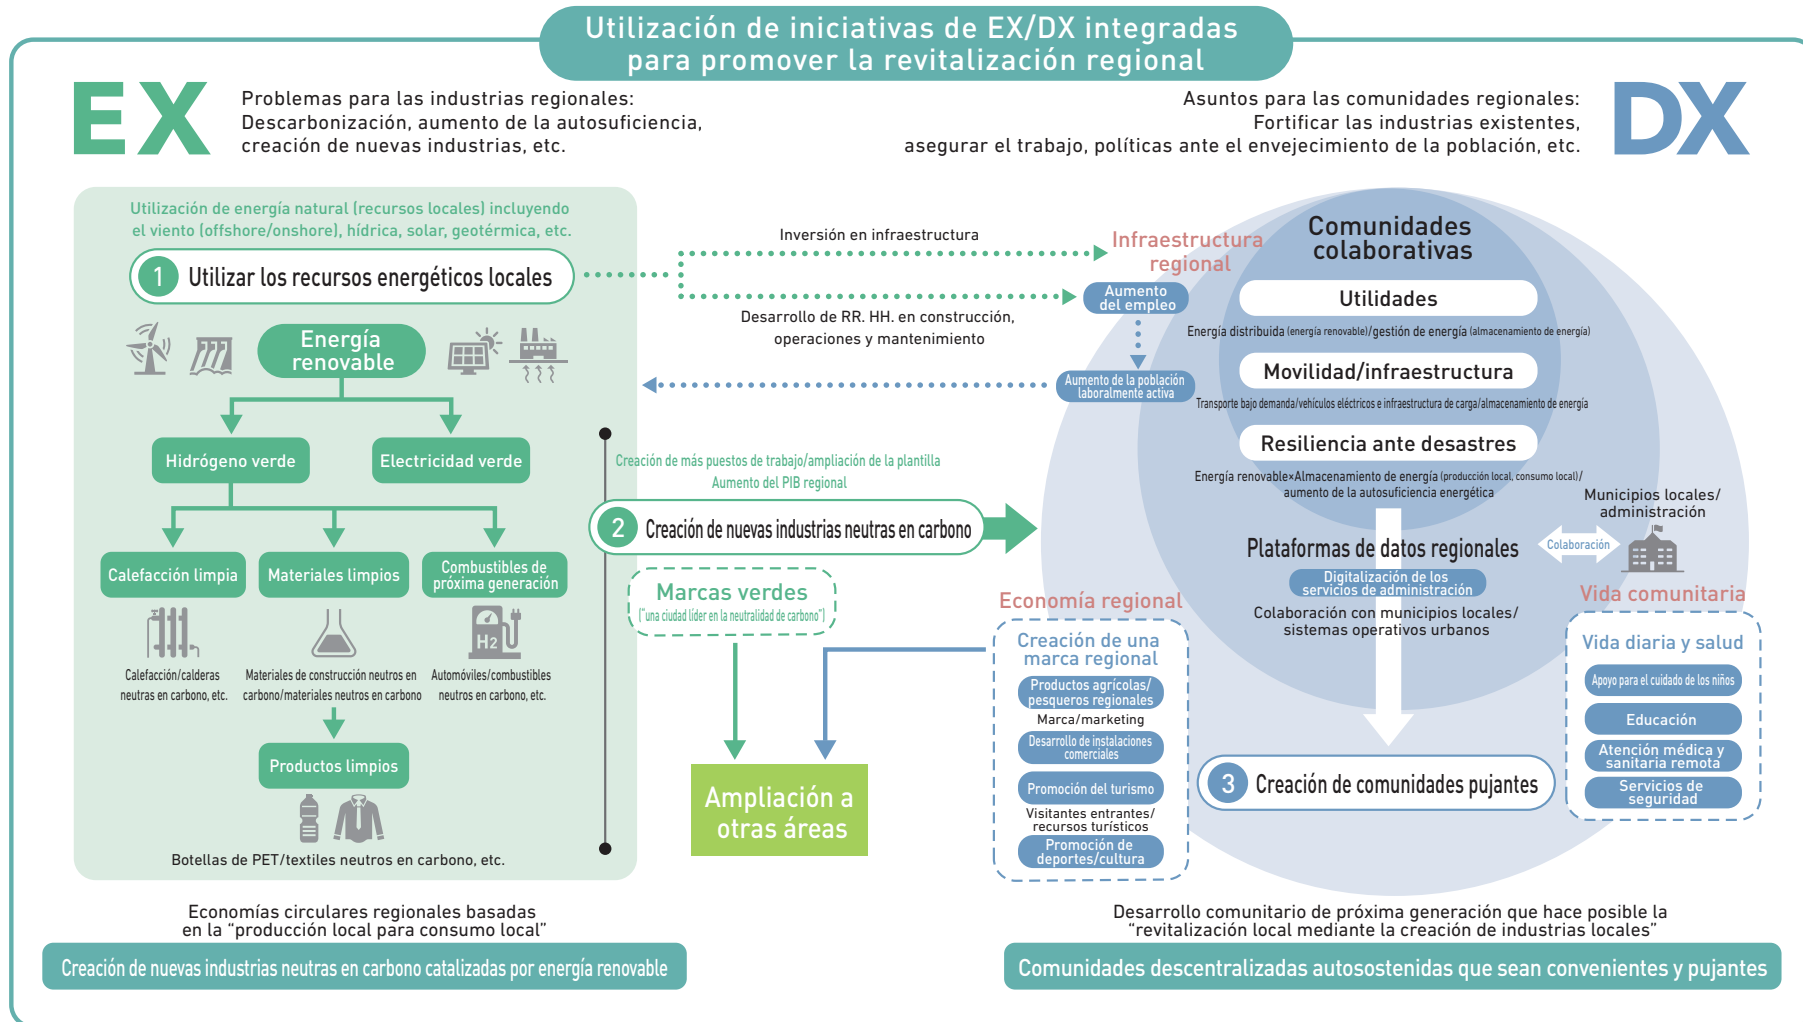 Utilización de iniciativas de EX/DX integradas
para promover la revitalización regional
EX
Problemas para las industrias regionales:
Descarbonización, aumento de la autosuficiencia,
creación de nuevas industrias, etc.
Asuntos para las comunidades regionales:
Fortificar las industrias existentes,
asegurar el trabajo, políticas ante el envejecimiento de la población, etc.
DX
Utilización de energía natural (recursos locales) incluyendo
el viento (offshore/onshore), hídrica, solar, geotérmica, etc.
1 Utilizar los recursos energéticos locales
Energía
renovable
Hidrógeno verde
Electricidad verde
Calefacción limpia
Materiales limpios
Combustibles de
próxima generación
H2
Calefacción/calderas
neutras en carbono, etc.
Materiales de construcción neutros en
carbono/materiales neutros en carbono
Automóviles/combustibles
neutros en carbono, etc.
Productos limpios
Botellas de PET/textiles neutros en carbono, etc.
Inversión en infraestructura
Desarrollo de RR. HH. en construcción,
operaciones y mantenimiento
Infraestructura
regional
Aumento
del empleo
Aumento de la población
laboralmente activa
Creación de más puestos de trabajo/ampliación de la plantilla
Aumento del PIB regional
2 Creación de nuevas industrias neutras en carbono
Marcas verdes
("una ciudad líder en la neutralidad de carbono")
Ampliación a
otras áreas
Economía regional
Creación de una
marca regional
Productos agrícolas/
pesqueros regionales
Marca/marketing
Desarrollo de instalaciones
comerciales
Promoción del turismo
Visitantes entrantes/
recursos turísticos
Promoción de
deportes/cultura
Comunidades
colaborativas
Utilidades
Energía distribuida (energía renovable)/gestión de energía (almacenamiento de energía)
Movilidad/infraestructura
Transporte bajo demanda/vehículos eléctricos e infraestructura de carga/almacenamiento de energía
Resiliencia ante desastres
Energía renovable×Almacenamiento de energía (producción local, consumo local)/
aumento de la autosuficiencia energética
Plataformas de datos regionales
Digitalización de los
servicios de administración
Colaboración con municipios locales/
sistemas operativos urbanos
Colaboración
Municipios locales/
administración
3 Creación de comunidades pujantes
Vida comunitaria
Vida diaria y salud
Apoyo para el cuidado de los niños
Educación
Atención médica y
sanitaria remota
Servicios de
seguridad
Economías circulares regionales basadas
en la “producción local para consumo local”
Creación de nuevas industrias neutras en carbono catalizadas por energía renovable
Desarrollo comunitario de próxima generación que hace posible la
“revitalización local mediante la creación de industrias locales”
Comunidades descentralizadas autosostenidas que sean convenientes y pujantes